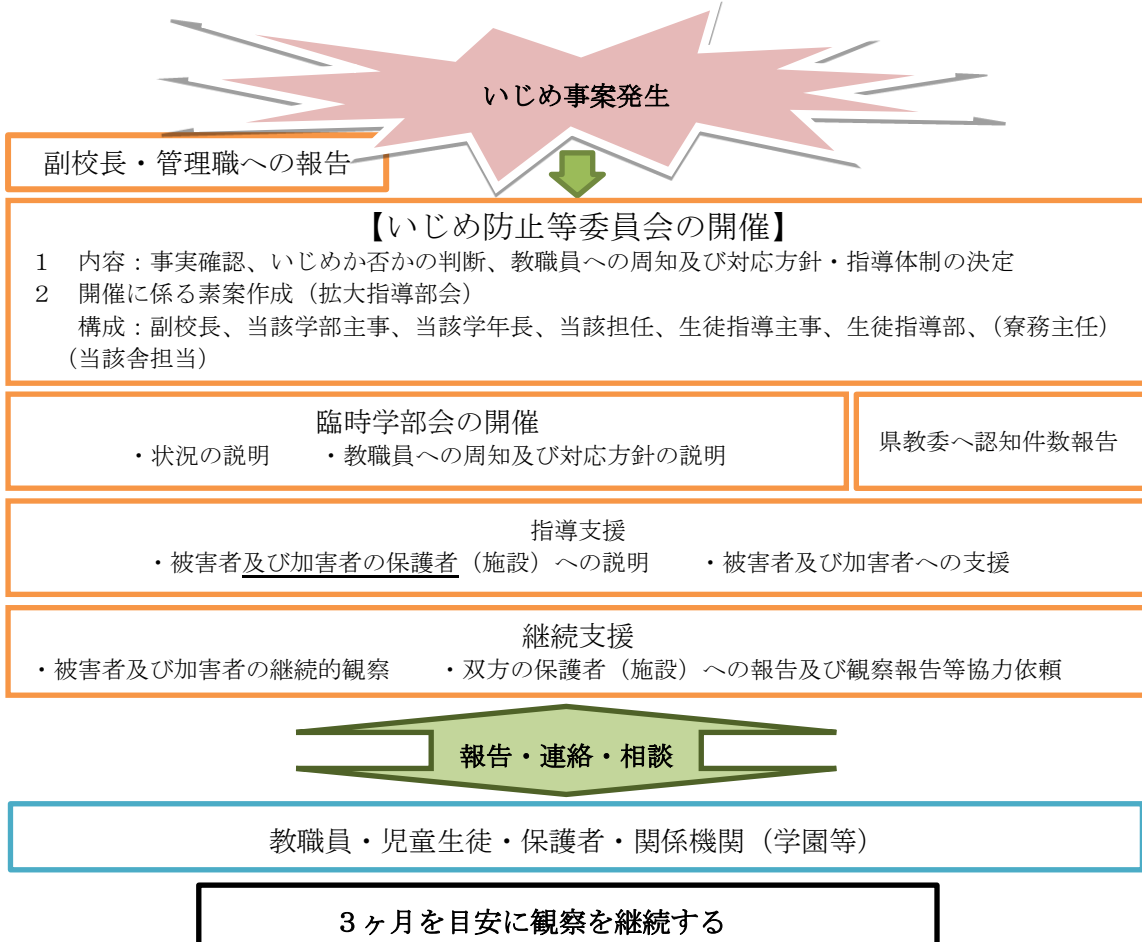 いじめ事案発生
副校長・管理職への報告
【いじめ防止等委員会の開催】
１　内容：事実確認、いじめか否かの判断、教職員への周知及び対応方針・指導体制の決定
２　開催に係る素案作成（拡大指導部会）
構成：副校長、当該学部主事、当該学年長、当該担任、生徒指導主事、生徒指導部、（寮務主任）
（当該舎担当）
臨時学部会の開催
・状況の説明　　・教職員への周知及び対応方針の説明
県教委へ認知件数報告
指導支援
・被害者及び加害者の保護者（施設）への説明　　・被害者及び加害者への支援
継続支援
・被害者及び加害者の継続的観察　　・双方の保護者（施設）への報告及び観察報告等協力依頼
報告・連絡・相談
教職員・児童生徒・保護者・関係機関（学園等）
３ヶ月を目安に観察を継続する